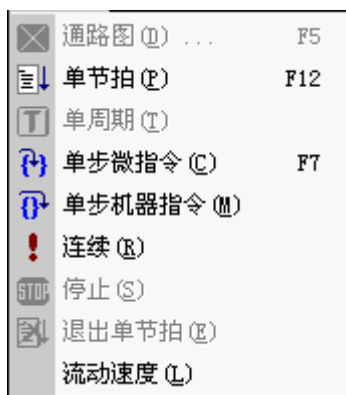 通路图(D) ... F5
单节拍(P) F12
T 单周期(T)
单步微指令(C) F7
单步机器指令(M)
连续(R)
STOP 停止(S)
退出单节拍(E)
流动速度(L)